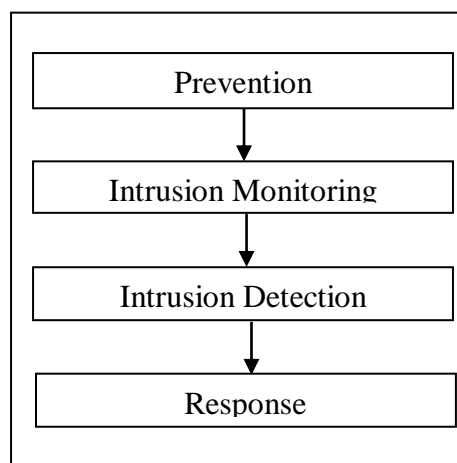 Prevention
Intrusion Monitoring
Intrusion Detection
Response